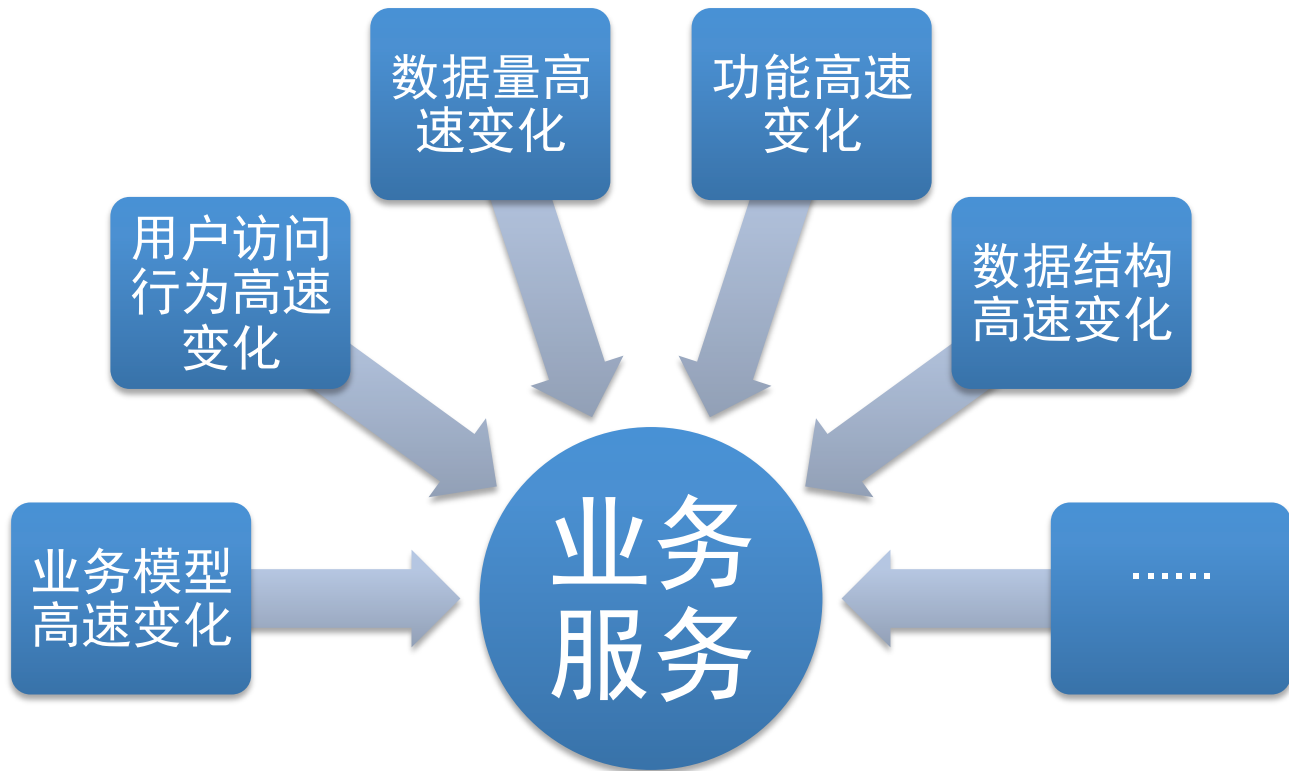 数据量高
速变化
功能高速
变化
用户访问
行为高速
变化
数据结构
高速变化
业务模型
高速变化
业务
服务
......